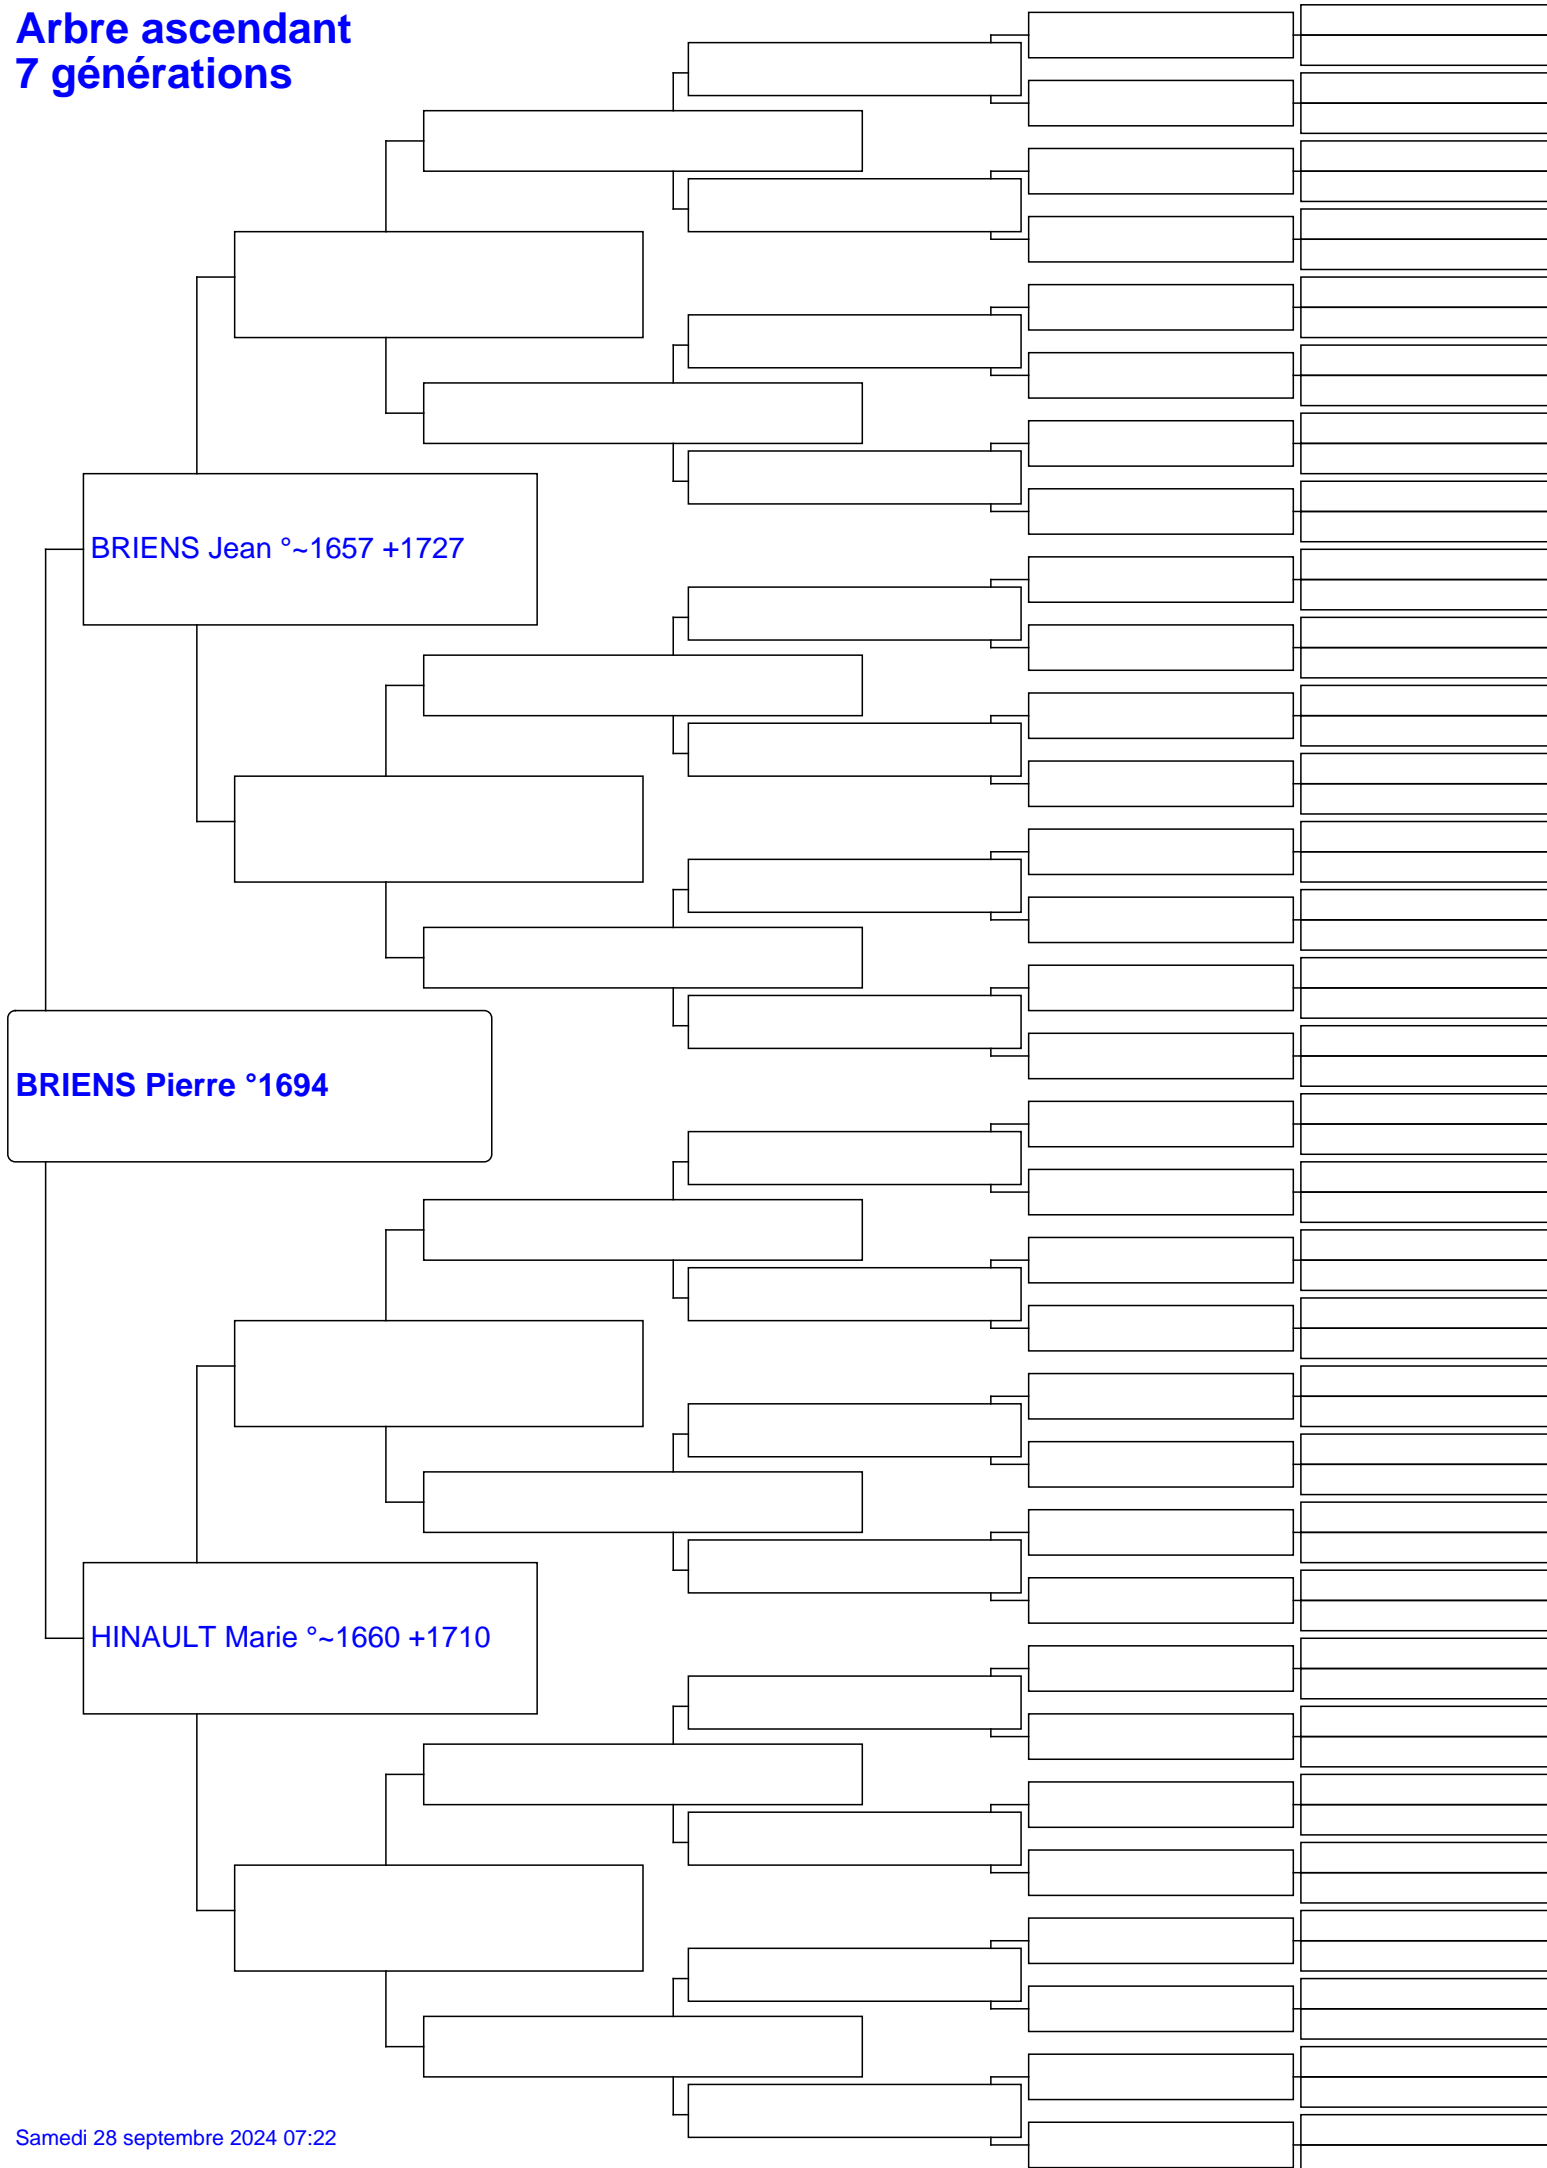 Arbre ascendant
7 générations
BRIENS Jean °~1657 +1727
BRIENS Pierre °1694
HINAULT Marie °~1660 +1710
Samedi 28 septembre 2024 07:22